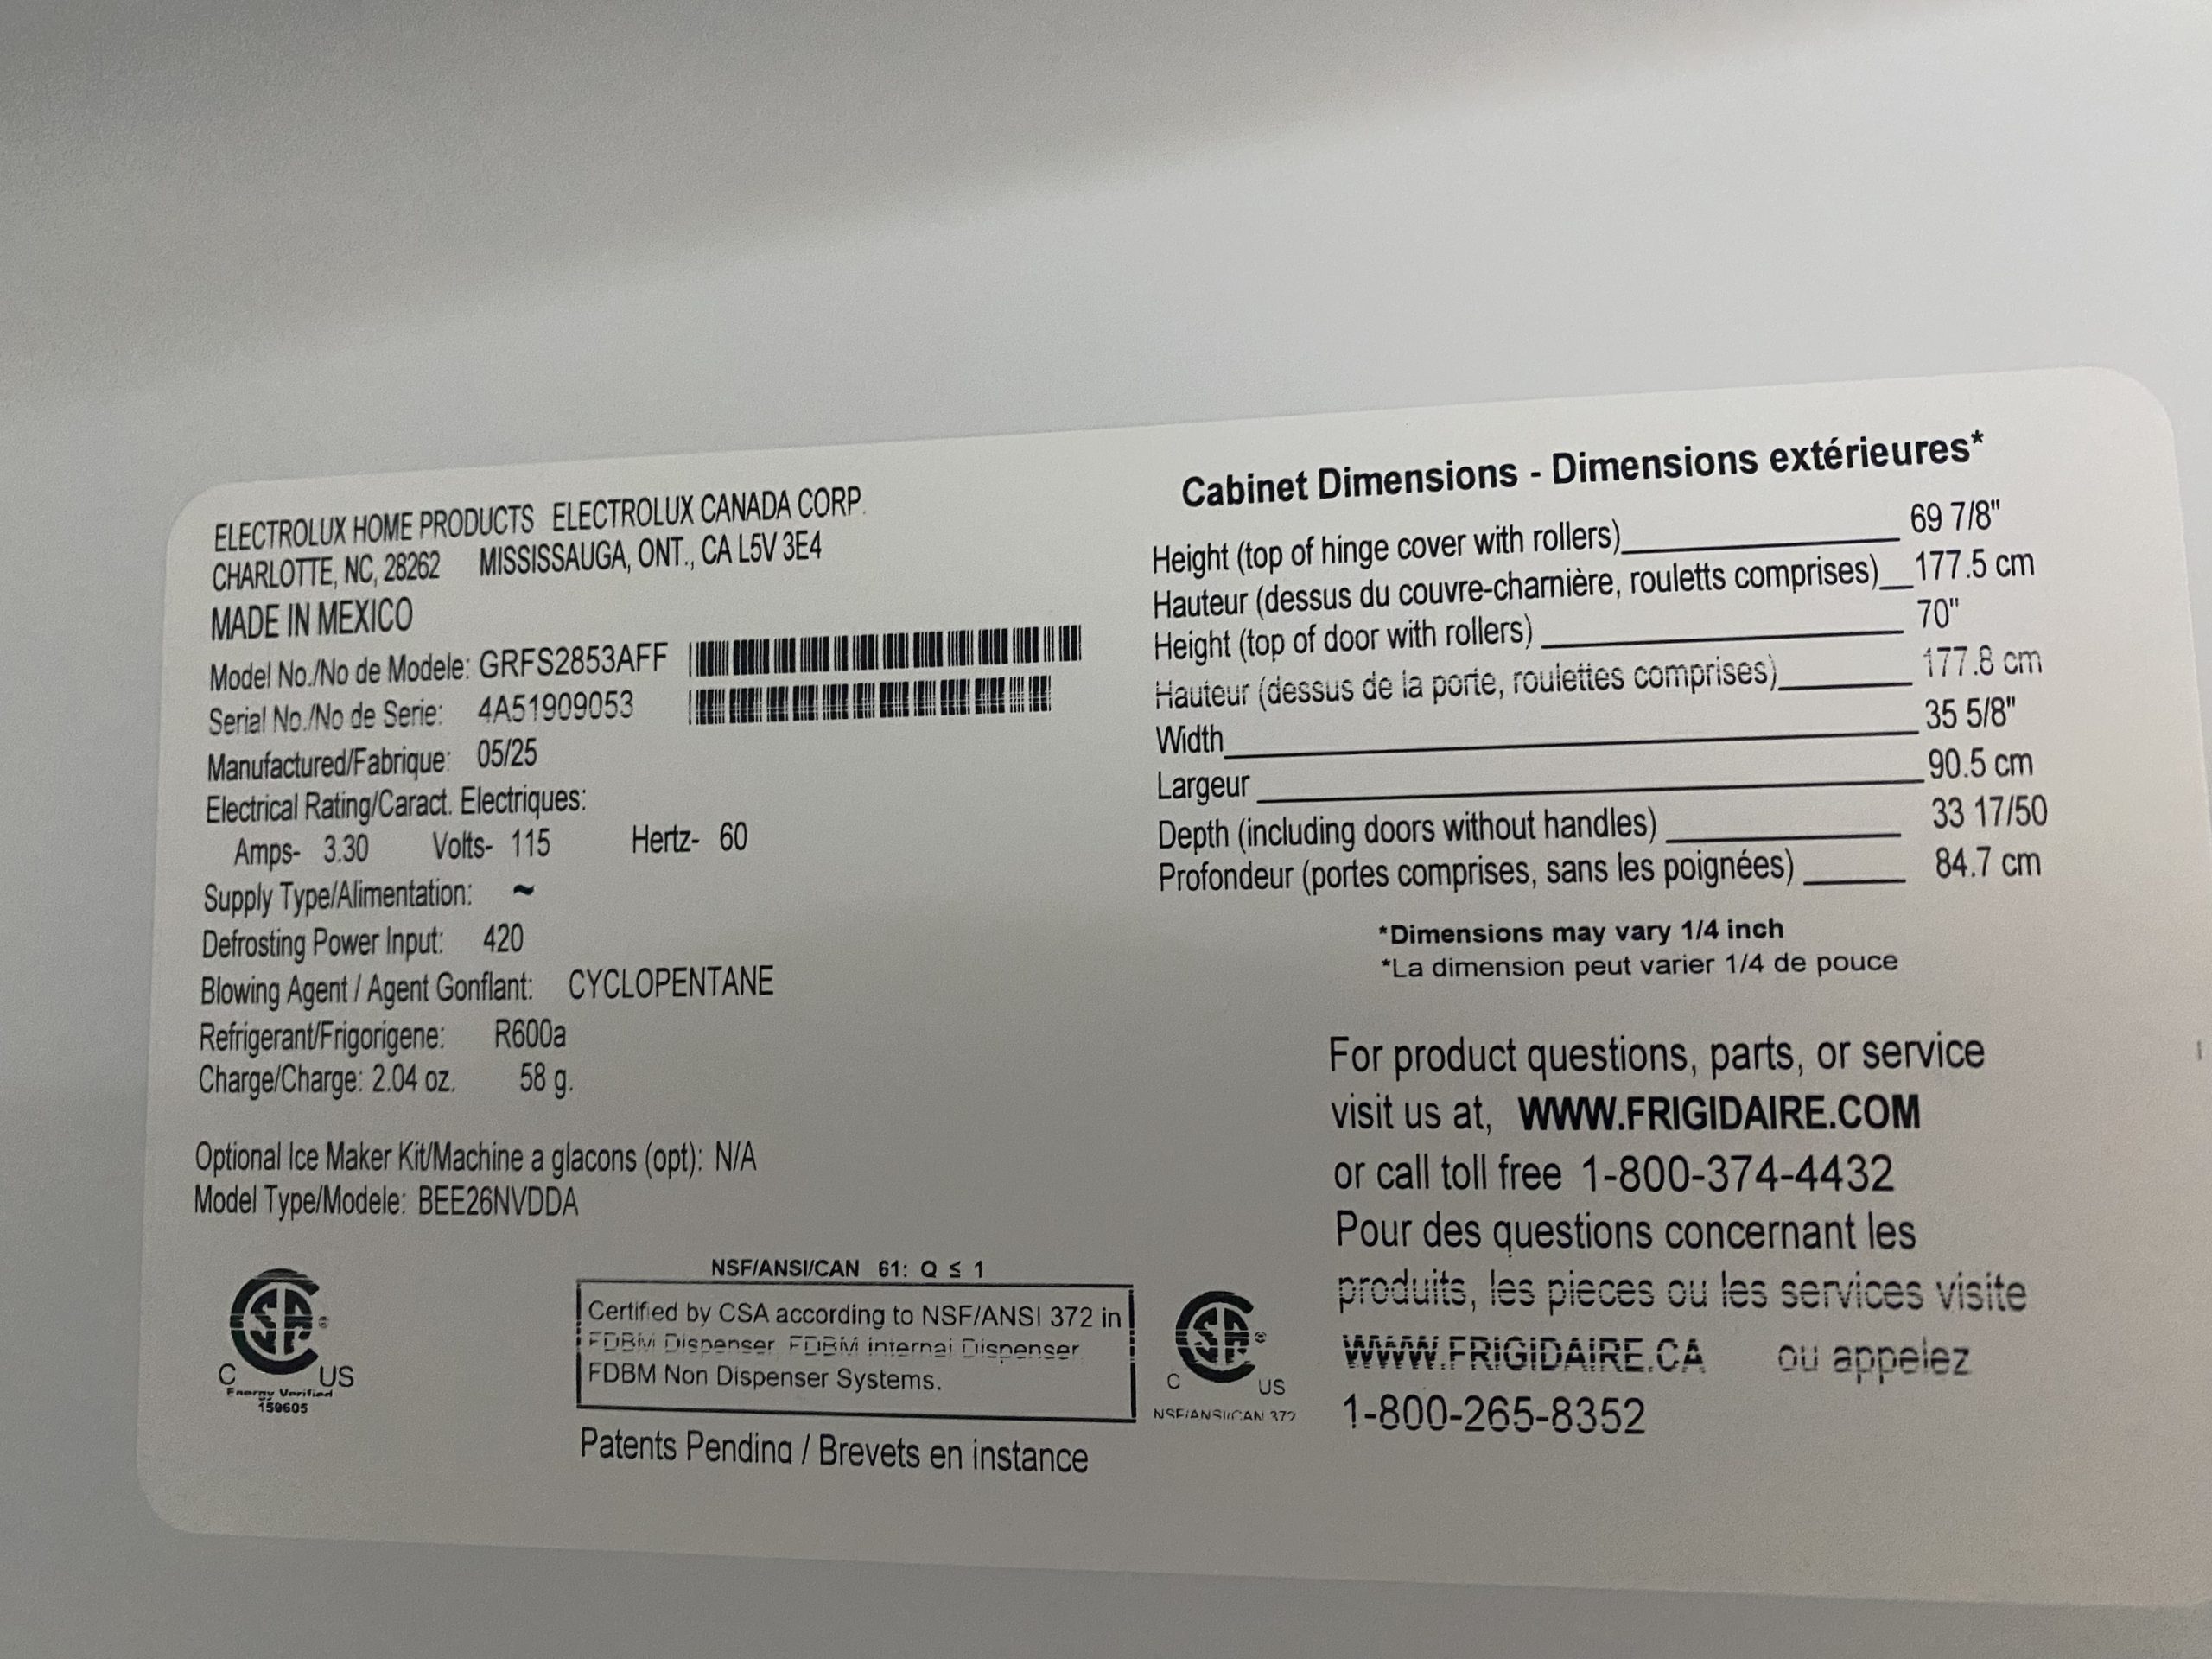 ELECTROLUX HOME PRODUCTS ELECTROLUX CANADA CORP.
CHARLOTTE, NC, 28262 MISSISSAUGA, ONT., CA L5V 3E4
MADE IN MEXICO
Model No./No de Modele: GRFS2853AFF
Serial No./No de Serie: 4A51909053
Manufactured/Fabrique: 05/25
Electrical Rating/Caract. Electriques:
Amps- 3.30 Volts- 115 Hertz- 60
Supply Type/Alimentation: ~
Defrosting Power Input: 420
Blowing Agent / Agent Gonflant: CYCLOPENTANE
Refrigerant/Frigorigene: R600a
Charge/Charge: 2.04 oz. 58 g.
Optional Ice Maker Kit/Machine a glacons (opt): N/A
Model Type/Modele: BEE26NVDDA
CSA®
C US
Energy Verified
159605
NSF/ANSI/CAN 61: Q ≤ 1
Certified by CSA according to NSF/ANSI 372 in
FDBM Dispenser FDBM internal Dispenser
FDBM Non Dispenser Systems.
CSA®
C US
NSF/ANSI/CAN 372
Patents Pending / Brevets en instance
Cabinet Dimensions - Dimensions extérieures*
Height (top of hinge cover with rollers) 69 7/8"
Hauteur (dessus du couvre-charnière, rouletts comprises) 177.5 cm
Height (top of door with rollers) 70"
Hauteur (dessus de la porte, roulettes comprises) 177.8 cm
Width 35 5/8"
Largeur 90.5 cm
Depth (including doors without handles) 33 17/50
Profondeur (portes comprises, sans les poignées) 84.7 cm
*Dimensions may vary 1/4 inch
*La dimension peut varier 1/4 de pouce
For product questions, parts, or service
visit us at, WWW.FRIGIDAIRE.COM
or call toll free 1-800-374-4432
Pour des questions concernant les
produits, les pieces ou les services visite
WWW.FRIGIDAIRE.CA ou appelez
1-800-265-8352